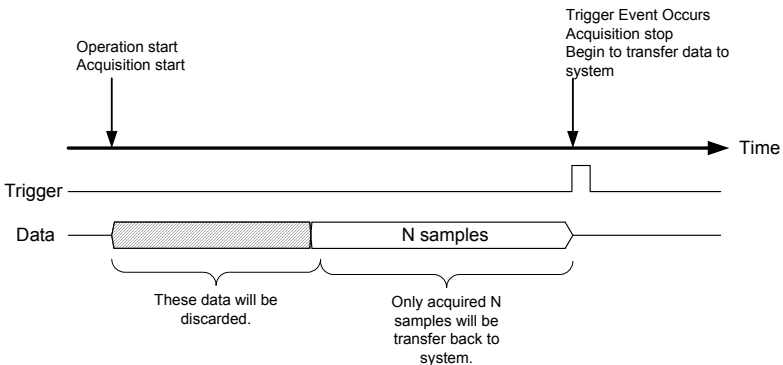 Operation start
Acquisition start
Trigger Event Occurs
Acquisition stop
Begin to transfer data to
system
Time
Trigger
Data
N samples
These data will be
discarded.
Only acquired N
samples will be
transfer back to
system.